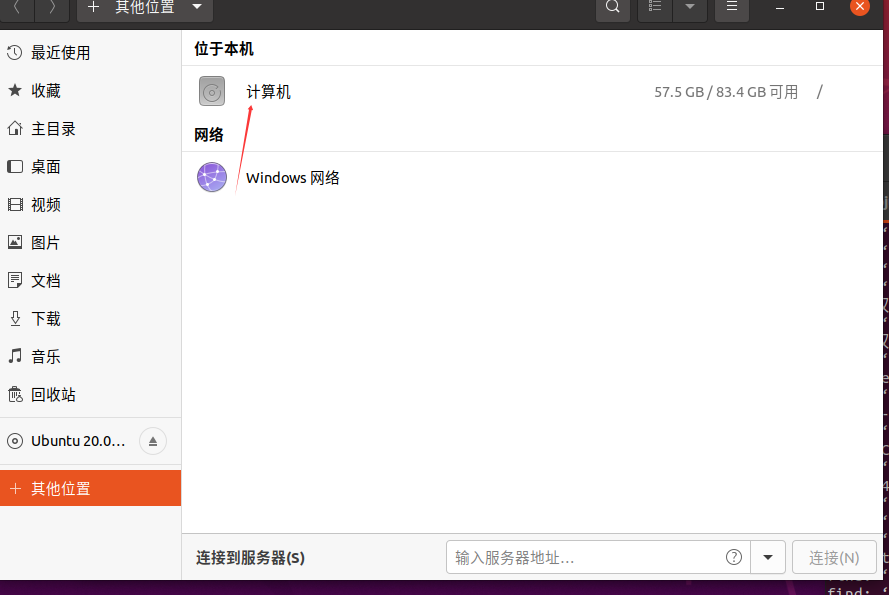 其他位置
最近使用
收藏
主目录
桌面
视频
图片
文档
下载
音乐
回收站
Ubuntu 20.0…
其他位置
位于本机
计算机 57.5 GB / 83.4 GB 可用 /
网络
Windows 网络
连接到服务器(S) 输入服务器地址… 连接(N)
find: